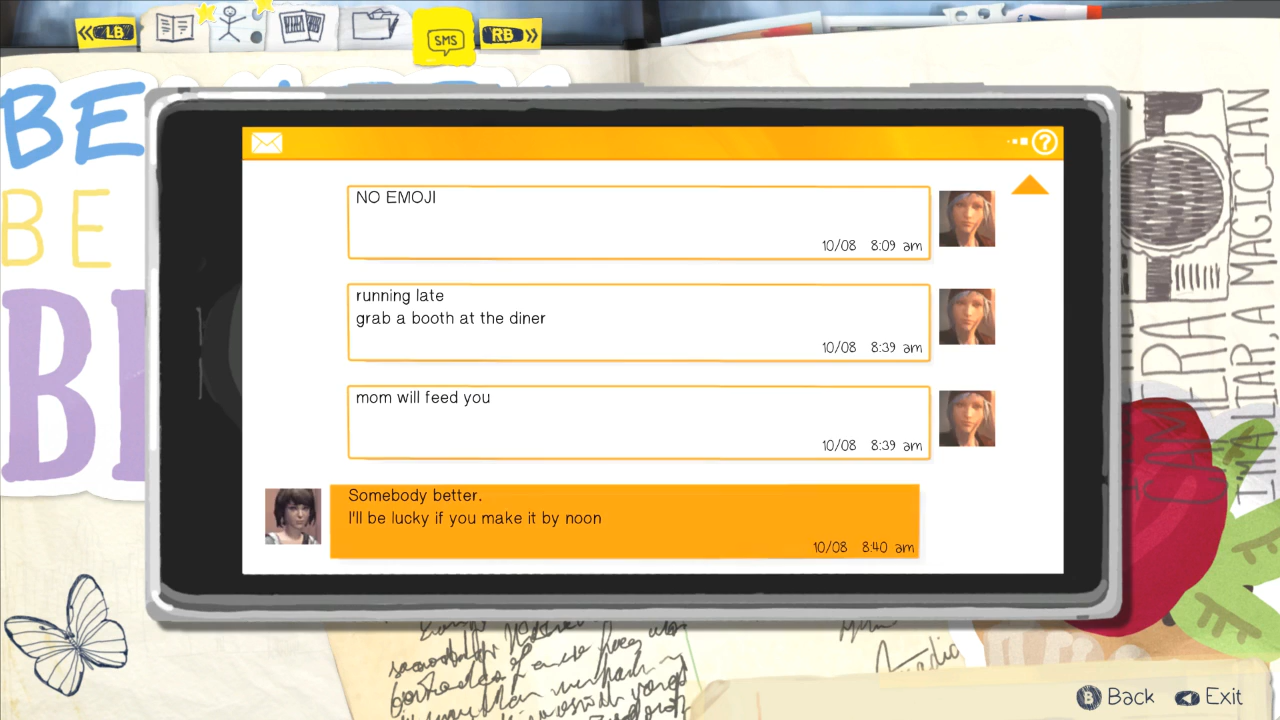 LB
SMS
RB
BE
BE
NO EMOJI
10/08 8:09 am
running late
grab a booth at the diner
10/08 8:39 am
mom will feed you
10/08 8:39 am
Somebody better.
I'll be lucky if you make it by noon
10/08 8:40 am
?
A MAGICIAN
B Back
Exit